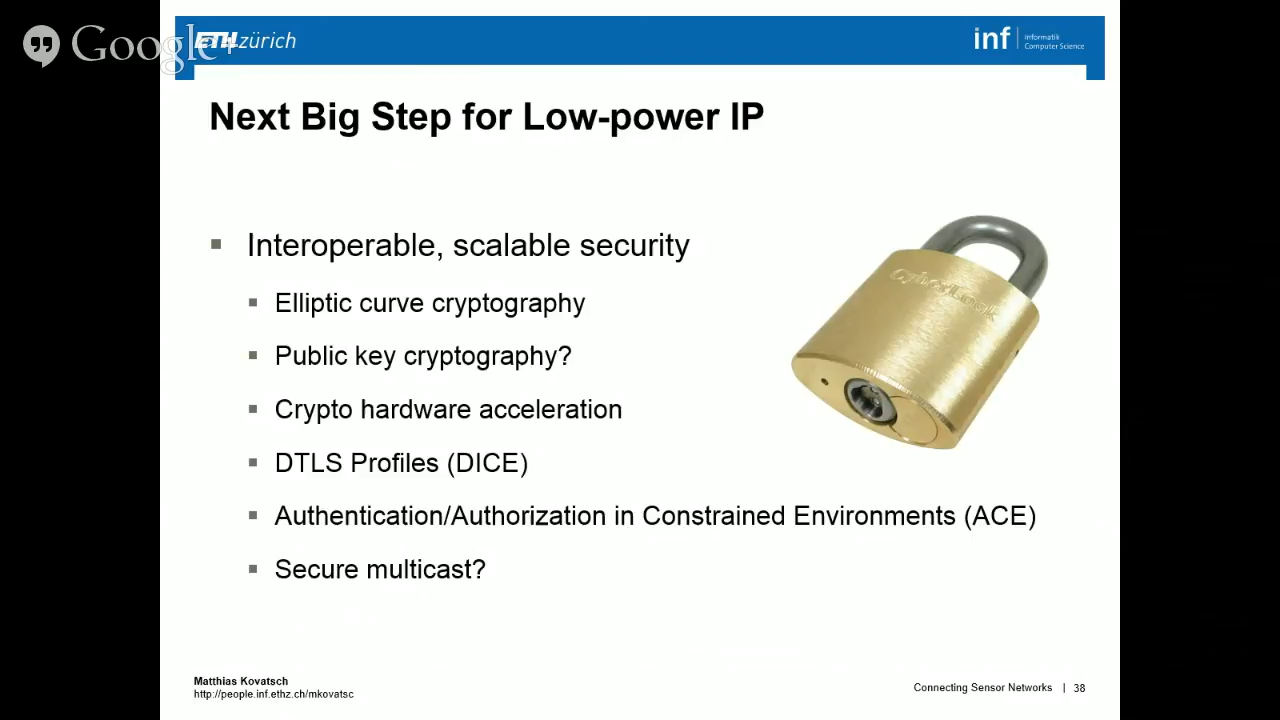 Google+
ETH zürich
inf Informatik
Computer Science
Next Big Step for Low-power IP
Interoperable, scalable security
Elliptic curve cryptography
Public key cryptography?
Crypto hardware acceleration
DTLS Profiles (DICE)
Authentication/Authorization in Constrained Environments (ACE)
Secure multicast?
CyberLock
Matthias Kovatsch
http://people.inf.ethz.ch/mkovatsc
Connecting Sensor Networks | 38